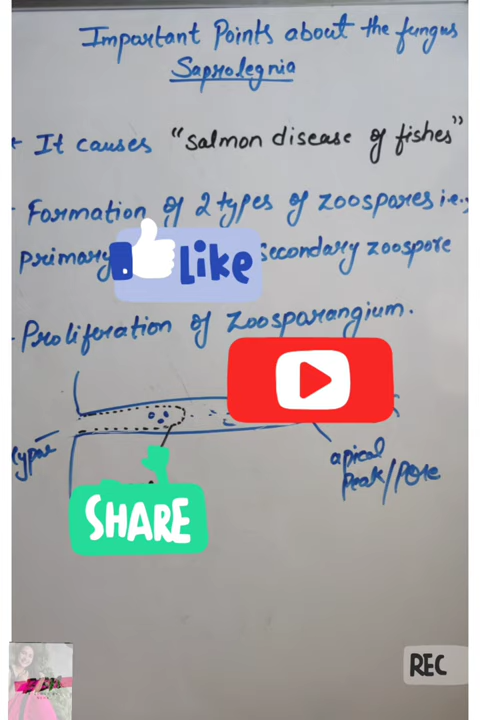 Important Points about the fungus
Saprolegnia
It causes "Salmon disease of fishes"
Formation of 2 types of zoospores i.e.,
primary secondary zoospore
Like
Proliferation of Zoosporangium.
apical
Peak/Pore
SHARE
REC